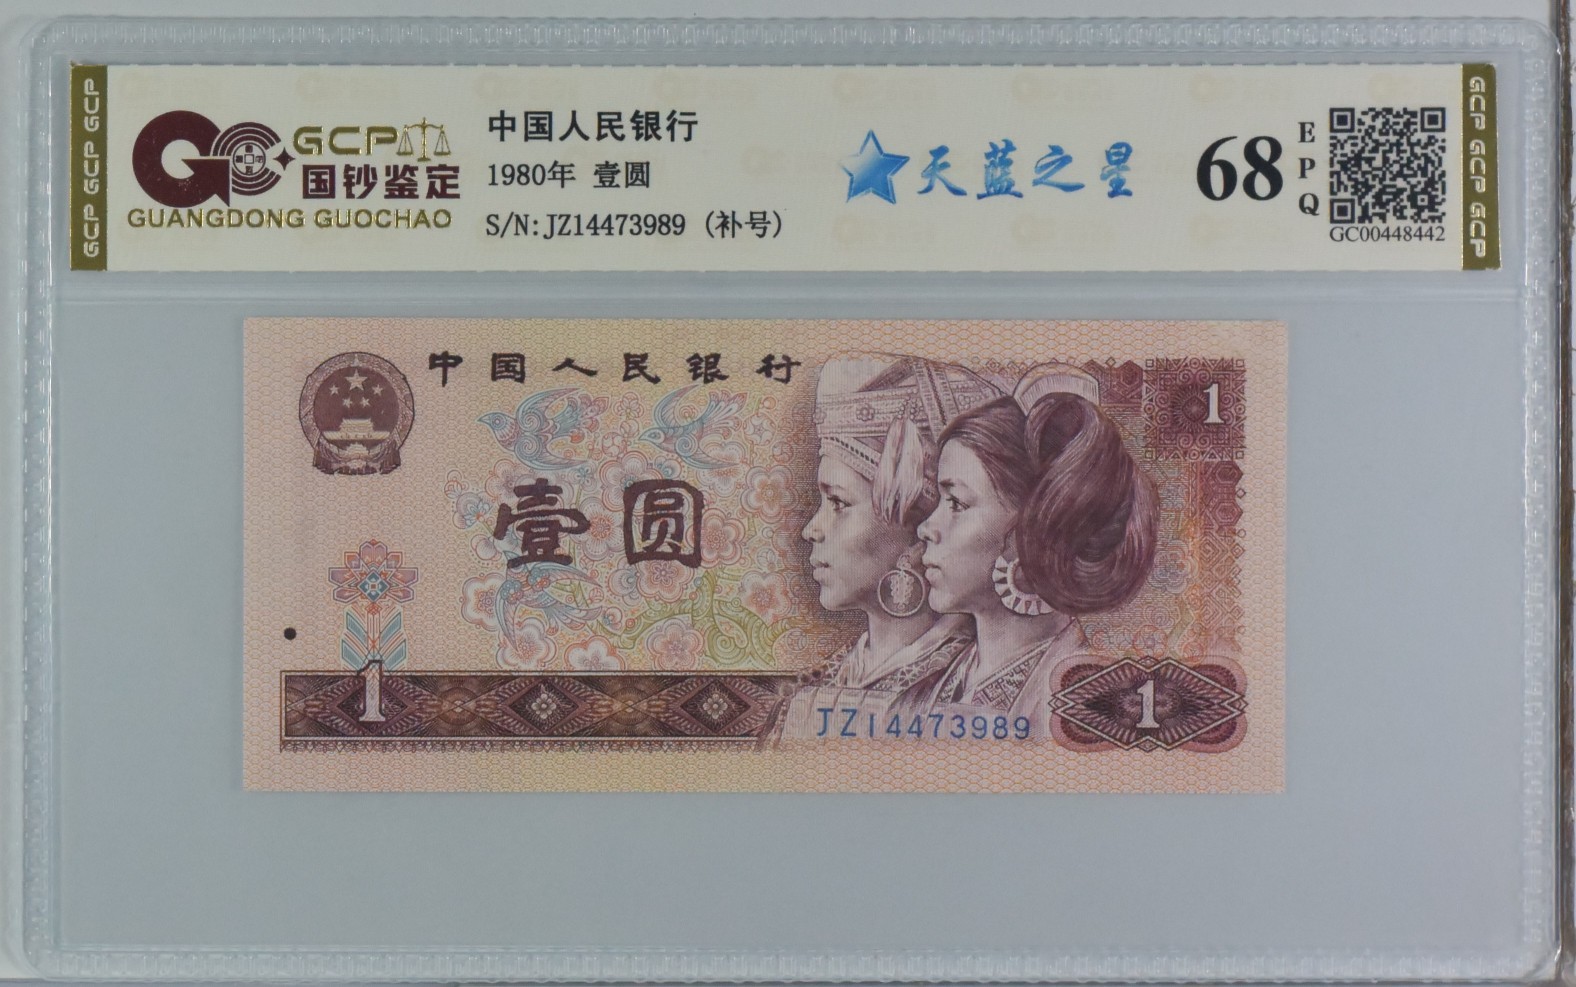 GCP GCP GCP
GCP
国钞鉴定
GUANGDONG GUOCHAO
中国人民银行
1980年 壹圆
S/N:JZ14473989 (补号)
天蓝之星
68
EPQ
GC00448442
GCP GCP GCP
中国人民银行
1
壹圆
1
JZ14473989
1